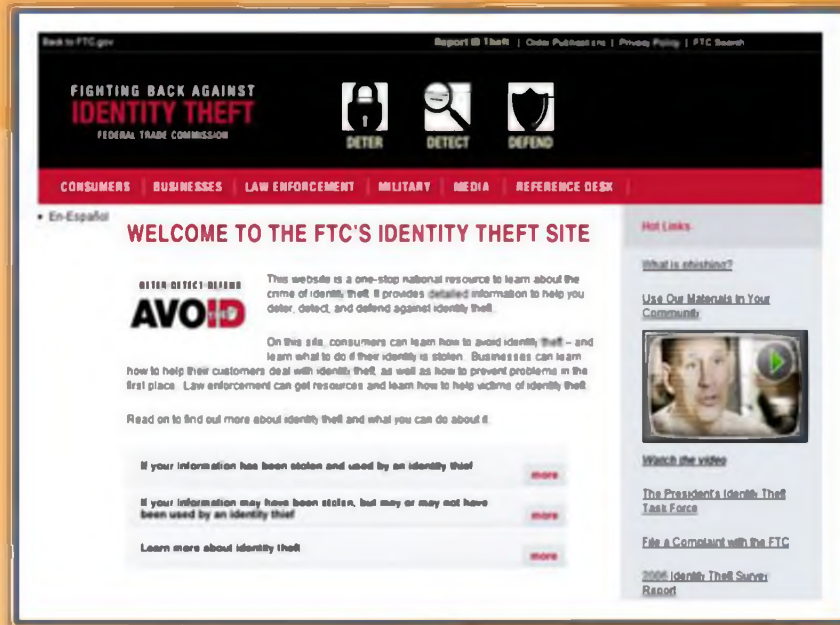 Back to FTC.gov
Report ID Theft | Order Publications | Privacy Policy | FTC Search
FIGHTING BACK AGAINST
IDENTITY THEFT
FEDERAL TRADE COMMISSION
DETER DETECT DEFEND
CONSUMERS | BUSINESSES | LAW ENFORCEMENT | MILITARY | MEDIA | REFERENCE DESK |
• En-Español
WELCOME TO THE FTC'S IDENTITY THEFT SITE
DETER·DETECT·DEFEND
AVOID
THEFT
This website is a one-stop national resource to learn about the
crime of identity theft. It provides detailed information to help you
deter, detect, and defend against identity theft.
On this site, consumers can learn how to avoid identity theft – and
learn what to do if their identity is stolen. Businesses can learn
how to help their customers deal with identity theft, as well as how to prevent problems in the
first place. Law enforcement can get resources and learn how to help victims of identity theft.
Read on to find out more about identity theft and what you can do about it.
If your information has been stolen and used by an identity thief
more
If your information may have been stolen, but may or may not have
been used by an identity thief
more
Learn more about identity theft
more
Hot Links
What is phishing?
Use Our Materials In Your
Community
Watch the video
The President's Identity Theft
Task Force
File a Complaint with the FTC
2006 Identity Theft Survey
Report